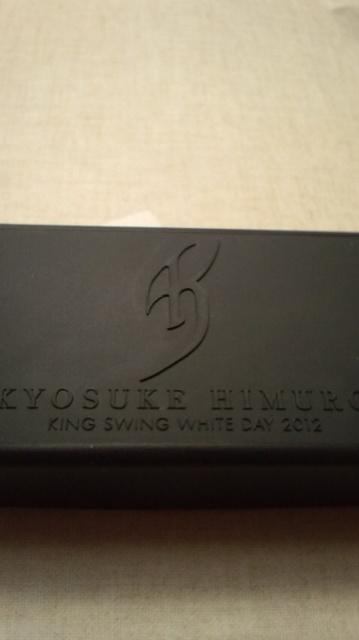 KYOSUKE HIMURO
KING SWING WHITE DAY 2012